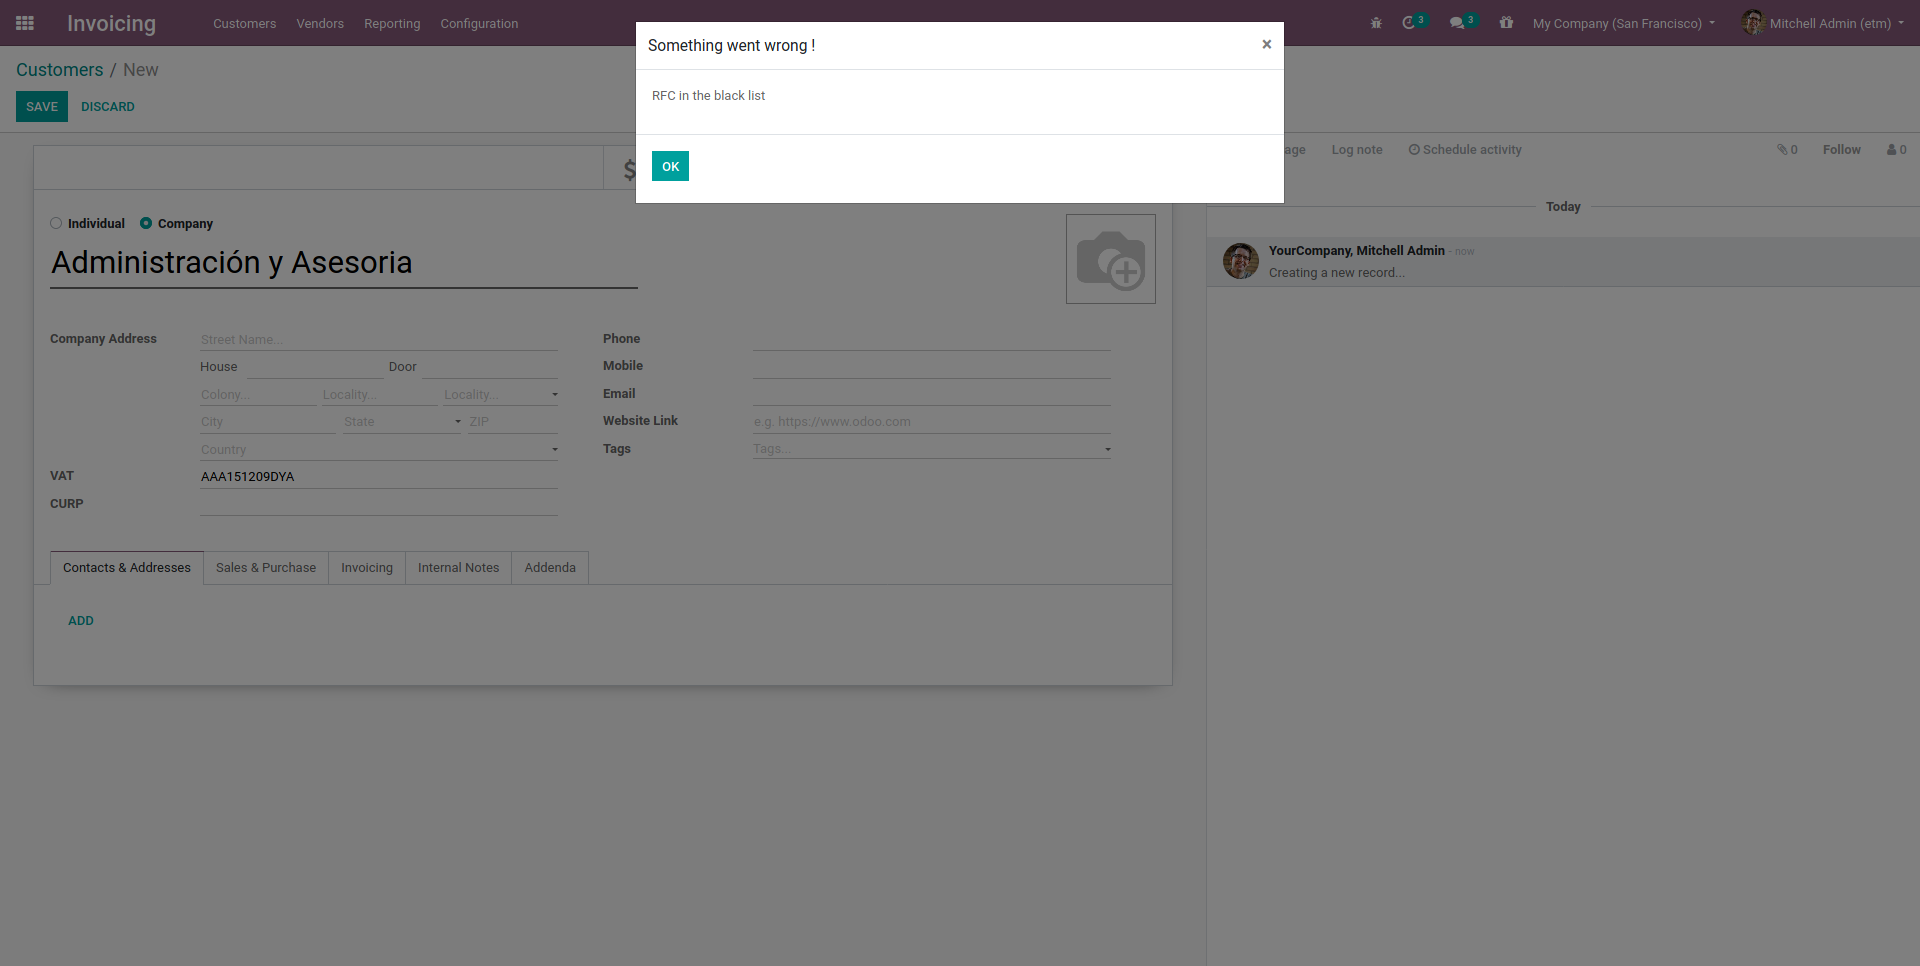 Invoicing
Customers Vendors Reporting Configuration
3 3 My Company (San Francisco) Mitchell Admin (etm)
Something went wrong ! ×
RFC in the black list
OK
Customers / New
SAVE DISCARD
age Log note Schedule activity 0 Follow 0
$
Today
YourCompany, Mitchell Admin - now
Creating a new record...
Individual Company
Administración y Asesoria
Company Address Street Name...
House Door
Colony... Locality... Locality...
City State ZIP
Country
VAT AAA151209DYA
CURP
Phone
Mobile
Email
Website Link e.g. https://www.odoo.com
Tags Tags...
Contacts & Addresses Sales & Purchase Invoicing Internal Notes Addenda
ADD